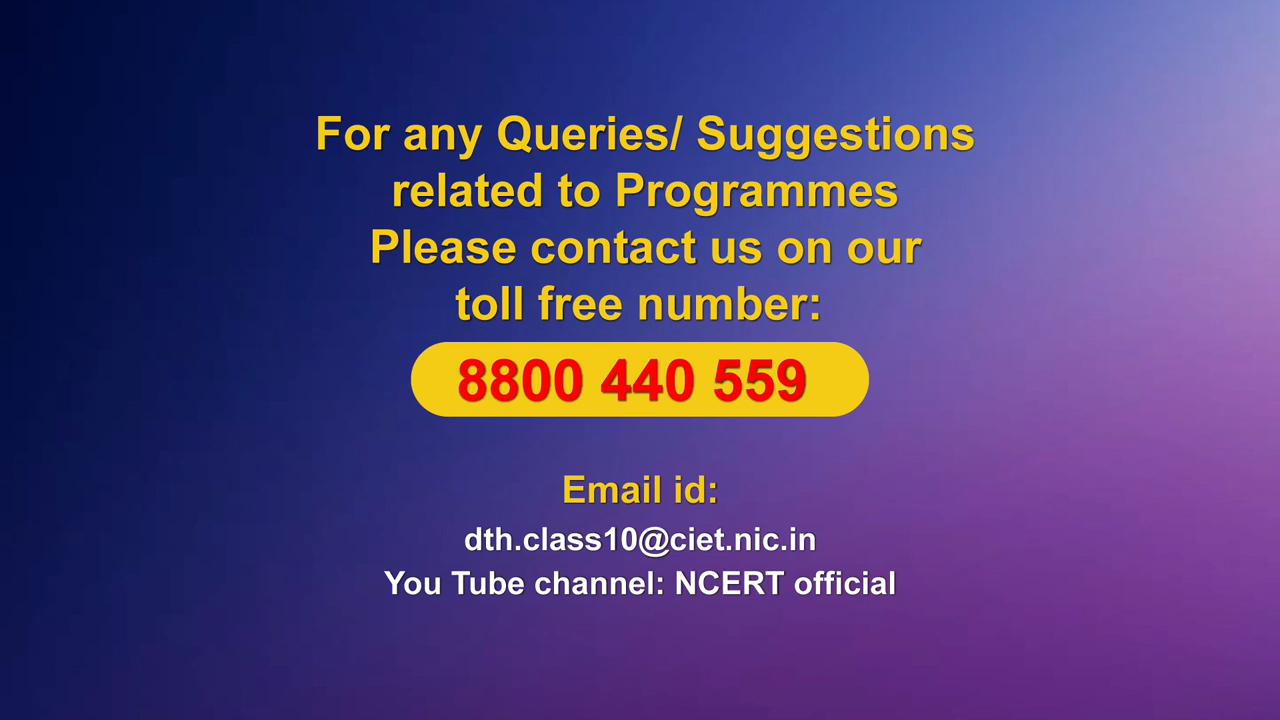 For any Queries/ Suggestions
related to Programmes
Please contact us on our
toll free number:
8800 440 559
Email id:
dth.class10@ciet.nic.in
You Tube channel: NCERT official